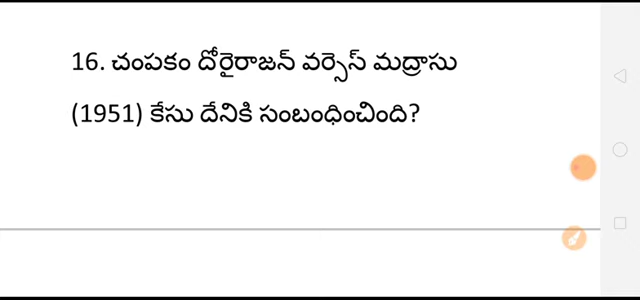 16. చంపకం దోరైరాజన్ వర్సెస్ మద్రాసు
(1951) కేసు దేనికి సంబంధించింది?